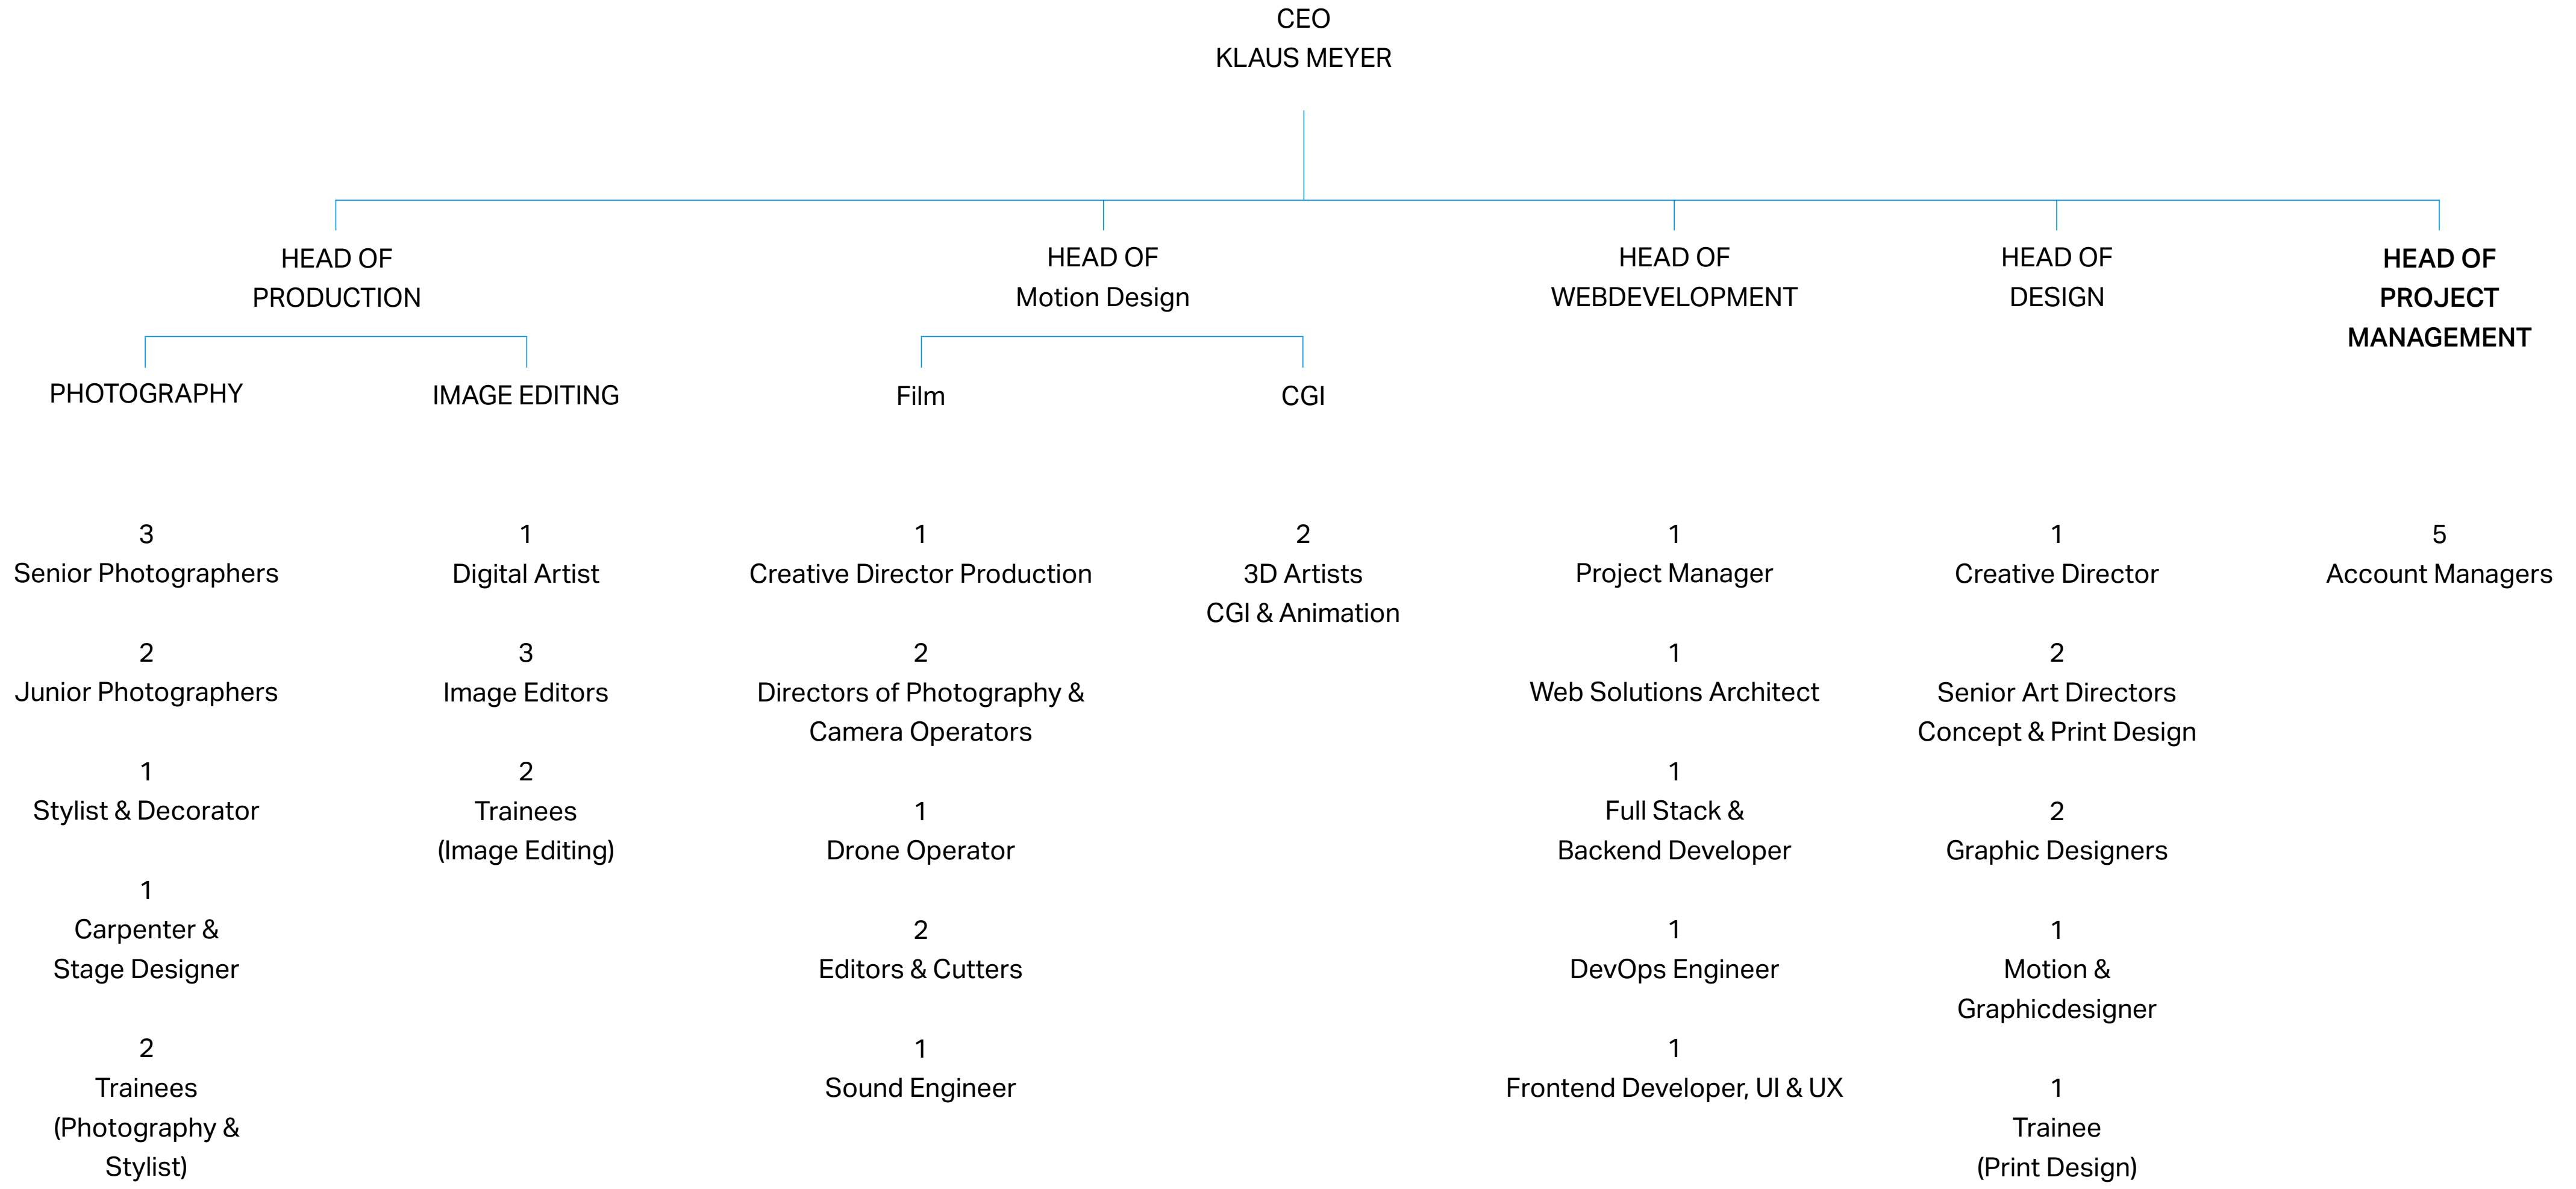 CEO
KLAUS MEYER
HEAD OF
PRODUCTION
HEAD OF
Motion Design
HEAD OF
WEBDEVELOPMENT
HEAD OF
DESIGN
HEAD OF
PROJECT
MANAGEMENT
PHOTOGRAPHY
IMAGE EDITING
Film
CGI
3
Senior Photographers
2
Junior Photographers
1
Stylist & Decorator
1
Carpenter &
Stage Designer
2
Trainees
(Photography &
Stylist)
1
Digital Artist
3
Image Editors
2
Trainees
(Image Editing)
1
Creative Director Production
2
Directors of Photography &
Camera Operators
1
Drone Operator
2
Editors & Cutters
1
Sound Engineer
2
3D Artists
CGI & Animation
1
Project Manager
1
Web Solutions Architect
1
Full Stack &
Backend Developer
1
DevOps Engineer
1
Frontend Developer, UI & UX
1
Creative Director
2
Senior Art Directors
Concept & Print Design
2
Graphic Designers
1
Motion &
Graphicdesigner
1
Trainee
(Print Design)
5
Account Managers